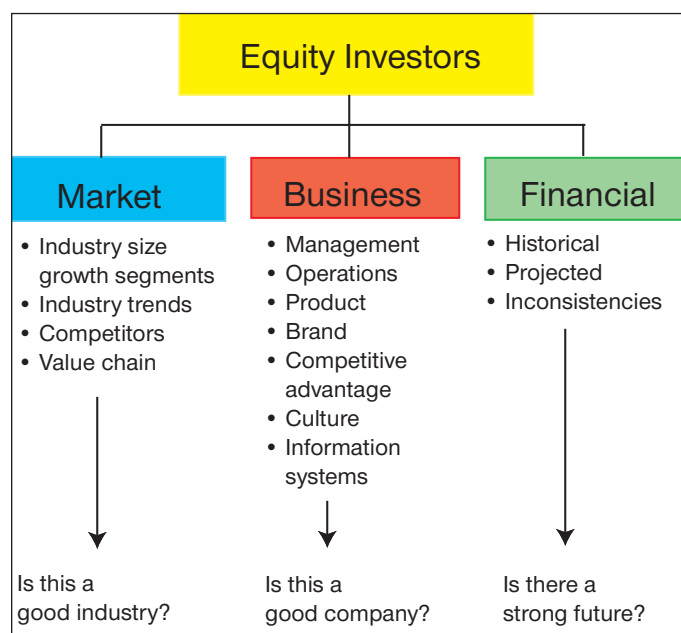 Equity Investors
Market
• Industry size
growth segments
• Industry trends
• Competitors
• Value chain
Is this a
good industry?
Business
• Management
• Operations
• Product
• Brand
• Competitive
advantage
• Culture
• Information
systems
Is this a
good company?
Financial
• Historical
• Projected
• Inconsistencies
Is there a
strong future?